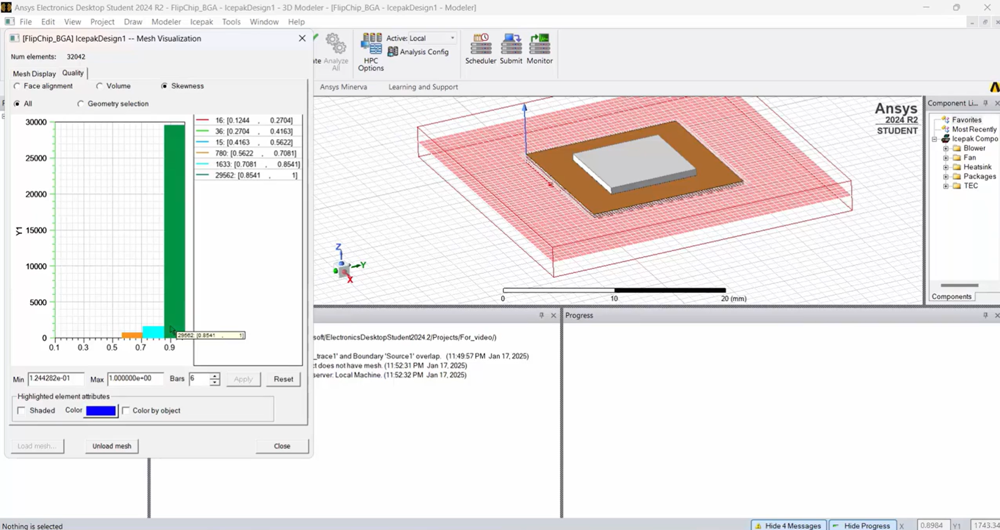 Ansys Electronics Desktop Student 2024 R2 - FlipChip_BGA - IcepakDesign1 - 3D Modeler - [FlipChip_BGA - IcepakDesign1 - Modeler]
File Edit View Project Draw Modeler Icepak Tools Window Help
[FlipChip_BGA] IcepakDesign1 -- Mesh Visualization
Num elements: 32042
Mesh Display Quality
Face alignment Volume Skewness
All Geometry selection
30000
25000
20000
15000
10000
5000
0
Y1
0.1 0.3 0.5 0.7 0.9
16: [0.1244 , 0.2704]
36: [0.2704 , 0.4163]
15: [0.4163 , 0.5622]
780: [0.5622 , 0.7081]
1633: [0.7081 , 0.8541]
29562: [0.8541 , 1]
29562: [0.8541 , 1]
Min 1.244282e-01 Max 1.000000e+00 Bars 6 Apply Reset
Highlighted element attributes
Shaded Color Color by object
Load mesh... Unload mesh Close
te Analyze All
HPC Options
Active: Local
Analysis Config
Scheduler Submit Monitor
Ansys Minerva Learning and Support
Ansys
2024 R2
STUDENT
Z
Y
X
0 10 20 (mm)
Component Li...
Favorites
Most Recently
Icepak Compo
Blower
Fan
Heatsink
Packages
TEC
Components
soft/ElectronicsDesktopStudent2024.2/Projects/For_video/)
_trace1' and Boundary 'Source1' overlap. (11:49:57 PM Jan 17, 2025)
ct does not have mesh. (11:52:31 PM Jan 17, 2025)
server: Local Machine. (11:52:32 PM Jan 17, 2025)
Progress
Nothing is selected
Hide 4 Messages Hide Progress X 0.8984 Y1 1743.34